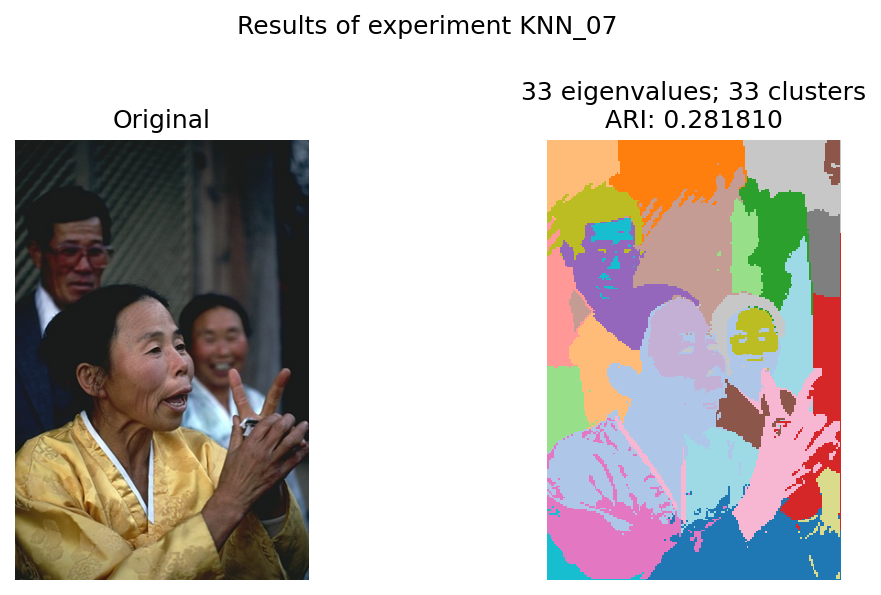 Results of experiment KNN_07
Original
33 eigenvalues; 33 clusters
ARI: 0.281810